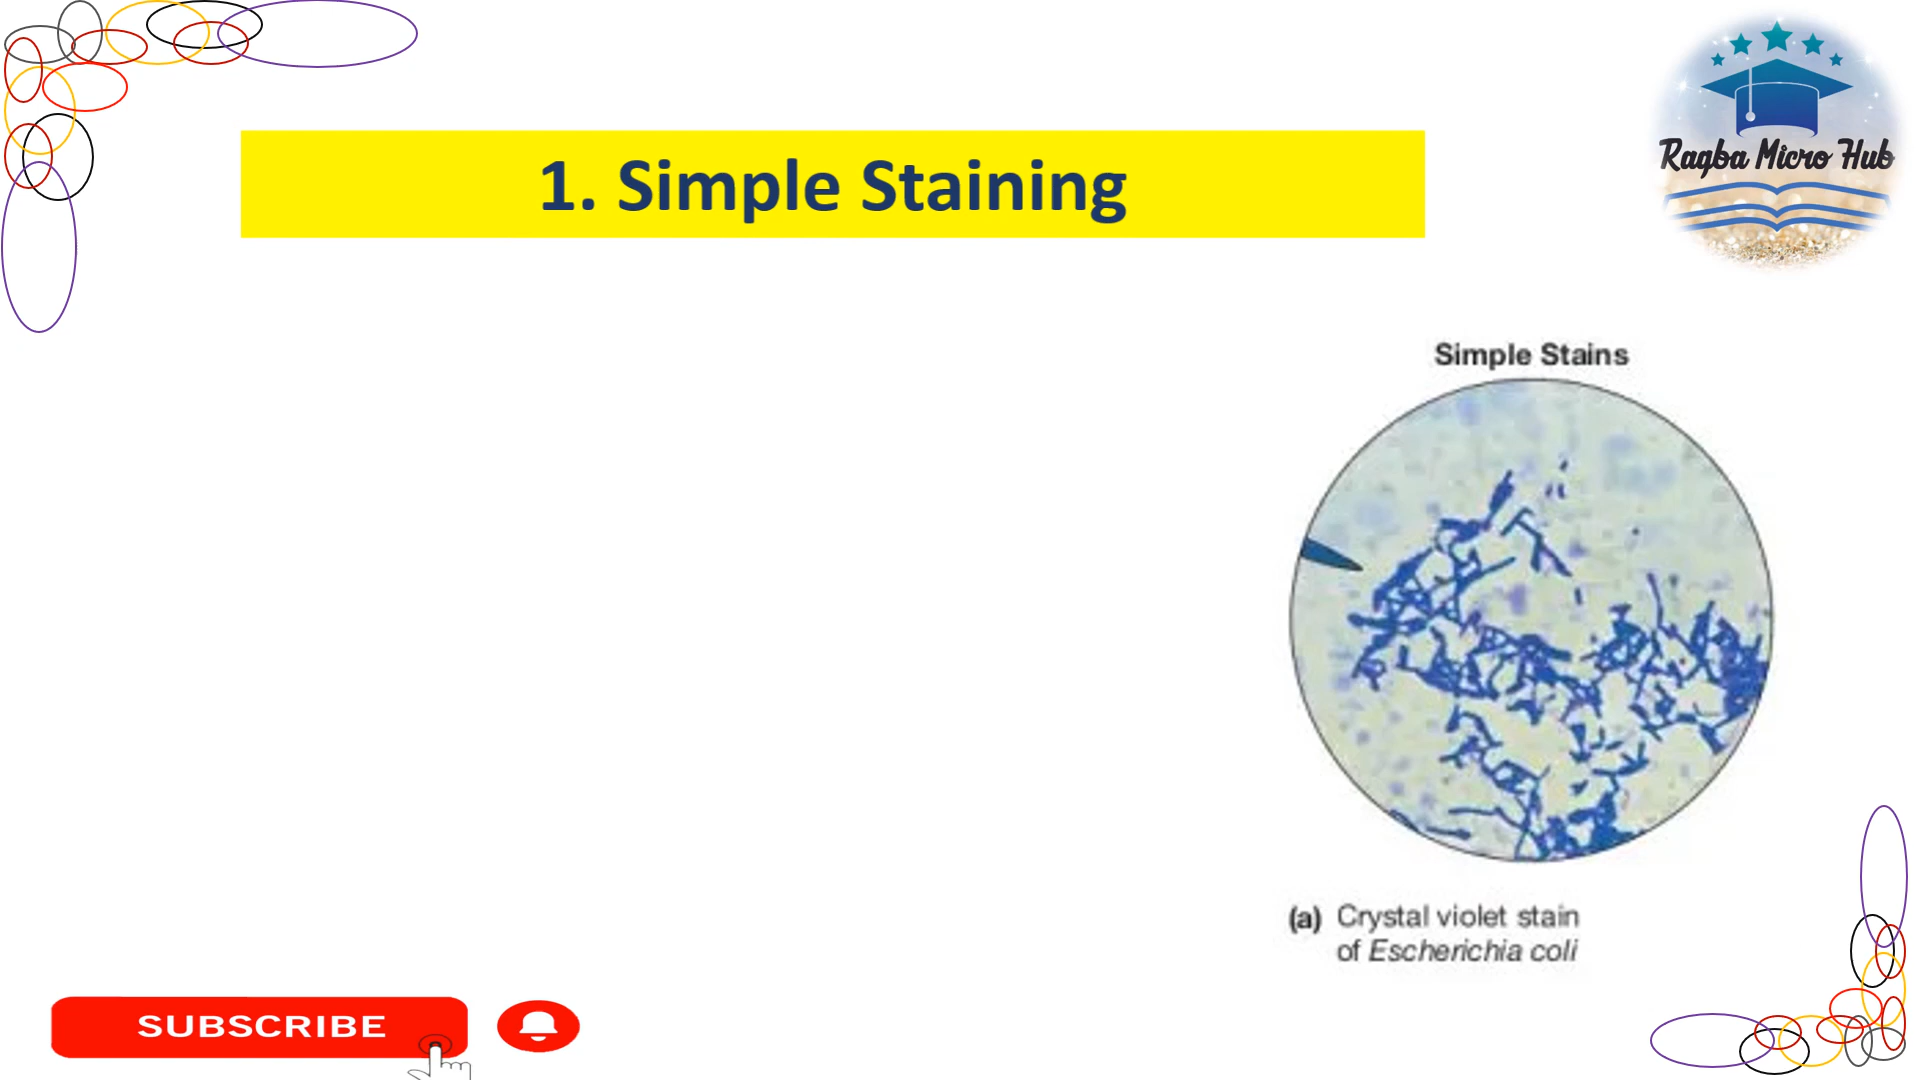 1. Simple Staining
Ragba Micro Hub
Simple Stains
(a) Crystal violet stain
of Escherichia coli
SUBSCRIBE